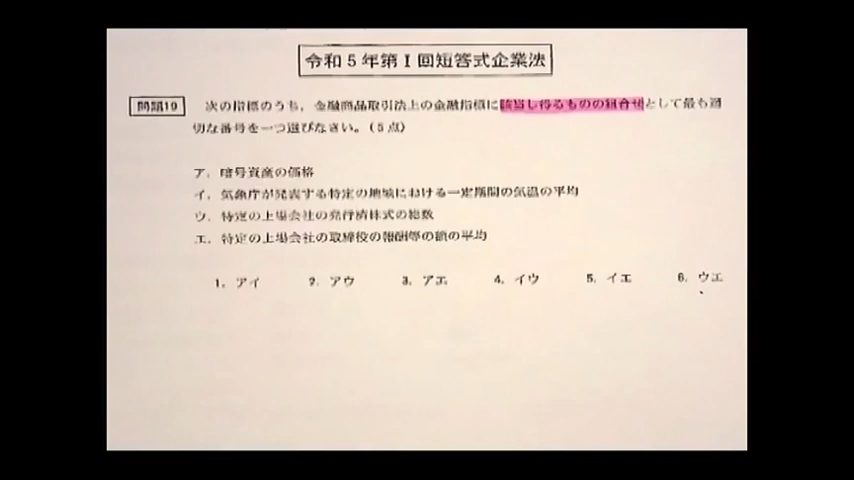 令和5年第Ⅰ回短答式企業法
問題19 次の指標のうち、金融商品取引法上の金融指標に該当し得るものの組合せとして最も適
切な番号を一つ選びなさい。(5点)
ア．暗号資産の価格
イ．気象庁が発表する特定の地域における一定期間の気温の平均
ウ．特定の上場会社の発行済株式の総数
エ．特定の上場会社の取締役の報酬等の額の平均
1．アイ 2．アウ 3．アエ 4．イウ 5．イエ 6．ウエ